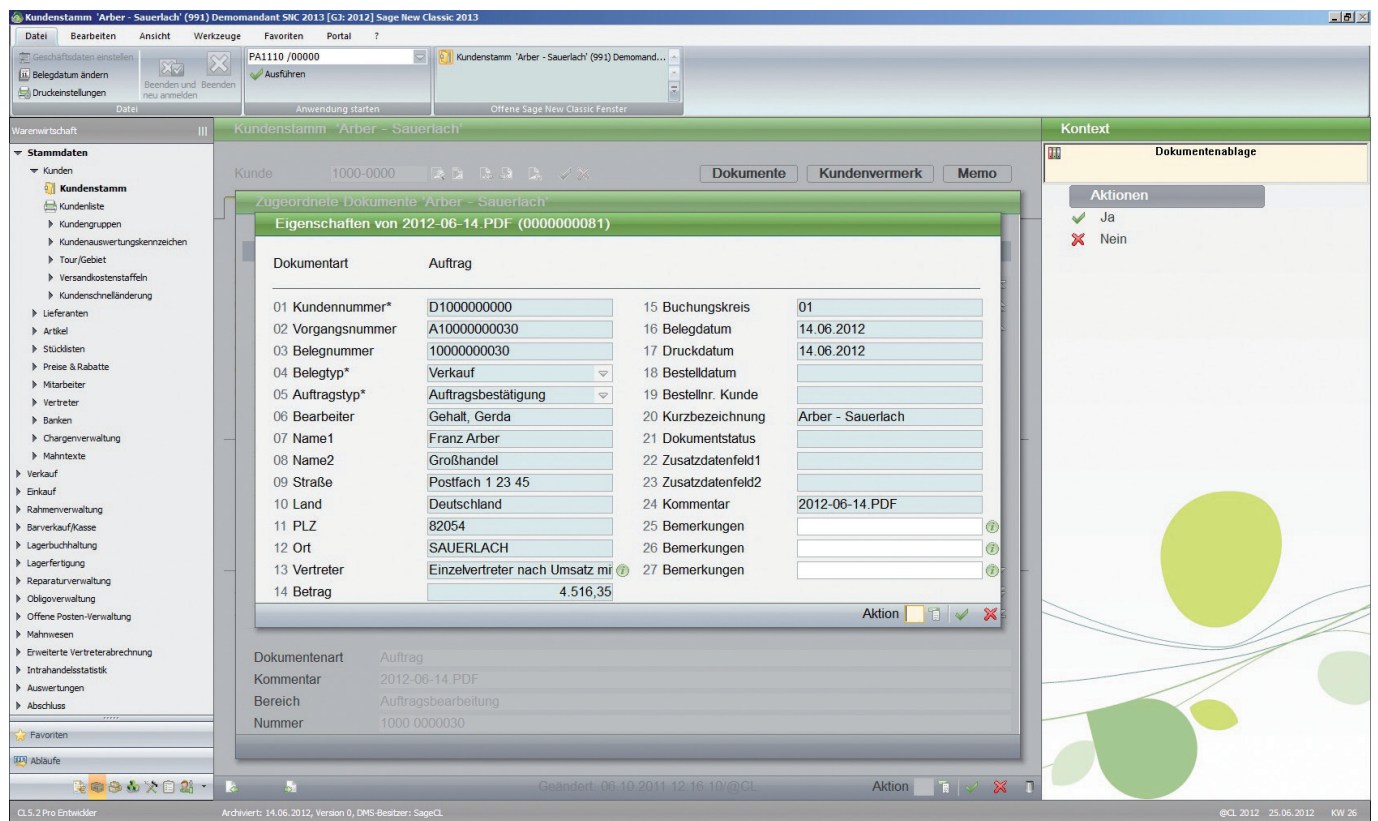 Kundenstamm 'Arber - Sauerlach' (991) Demomandant SNC 2013 [GJ: 2012] Sage New Classic 2013
Datei Bearbeiten Ansicht Werkzeuge Favoriten Portal ?
Geschäftsdaten einstellen
Belegdatum ändern
Druckeinstellungen
Beenden und neu anmelden
Beenden
Datei
PA1110 /00000
Ausführen
Anwendung starten
Kundenstamm 'Arber - Sauerlach' (991) Demomand...
Offene Sage New Classic Fenster
Warenwirtschaft
Stammdaten
Kunden
Kundenstamm
Kundenliste
Kundengruppen
Kundenauswertungskennzeichen
Tour/Gebiet
Versandkostenstaffeln
Kundenschnelländerung
Lieferanten
Artikel
Stücklisten
Preise & Rabatte
Mitarbeiter
Vertreter
Banken
Chargenverwaltung
Mahntexte
Verkauf
Einkauf
Rahmenverwaltung
Barverkauf/Kasse
Lagerbuchhaltung
Lagerfertigung
Reparaturverwaltung
Obligoverwaltung
Offene Posten-Verwaltung
Mahnwesen
Erweiterte Vertreterabrechnung
Intrahandelsstatistik
Auswertungen
Abschluss
Favoriten
Abläufe
Kundenstamm 'Arber - Sauerlach'
Kunde 1000-0000 Dokumente Kundenvermerk Memo
Zugeordnete Dokumente 'Arber - Sauerlach'
Eigenschaften von 2012-06-14.PDF (0000000081)
Dokumentart Auftrag
01 Kundennummer* D1000000000 15 Buchungskreis 01
02 Vorgangsnummer A10000000030 16 Belegdatum 14.06.2012
03 Belegnummer 10000000030 17 Druckdatum 14.06.2012
04 Belegtyp* Verkauf 18 Bestelldatum
05 Auftragstyp* Auftragsbestätigung 19 Bestellnr. Kunde
06 Bearbeiter Gehalt, Gerda 20 Kurzbezeichnung Arber - Sauerlach
07 Name1 Franz Arber 21 Dokumentstatus
08 Name2 Großhandel 22 Zusatzdatenfeld1
09 Straße Postfach 1 23 45 23 Zusatzdatenfeld2
10 Land Deutschland 24 Kommentar 2012-06-14.PDF
11 PLZ 82054 25 Bemerkungen
12 Ort SAUERLACH 26 Bemerkungen
13 Vertreter Einzelvertreter nach Umsatz mi 27 Bemerkungen
14 Betrag 4.516,35
Aktion
Dokumentenart Auftrag
Kommentar 2012-06-14.PDF
Bereich Auftragsbearbeitung
Nummer 1000 0000030
Geändert: 06.10.2011 12:16:10/@CL Aktion
Kontext
Dokumentenablage
Aktionen
Ja
Nein
CL5.2 Pro Entwickler Archiviert: 14.06.2012, Version 0, DMS-Besitzer: SageCL @CL 2012 25.06.2012 KW 26